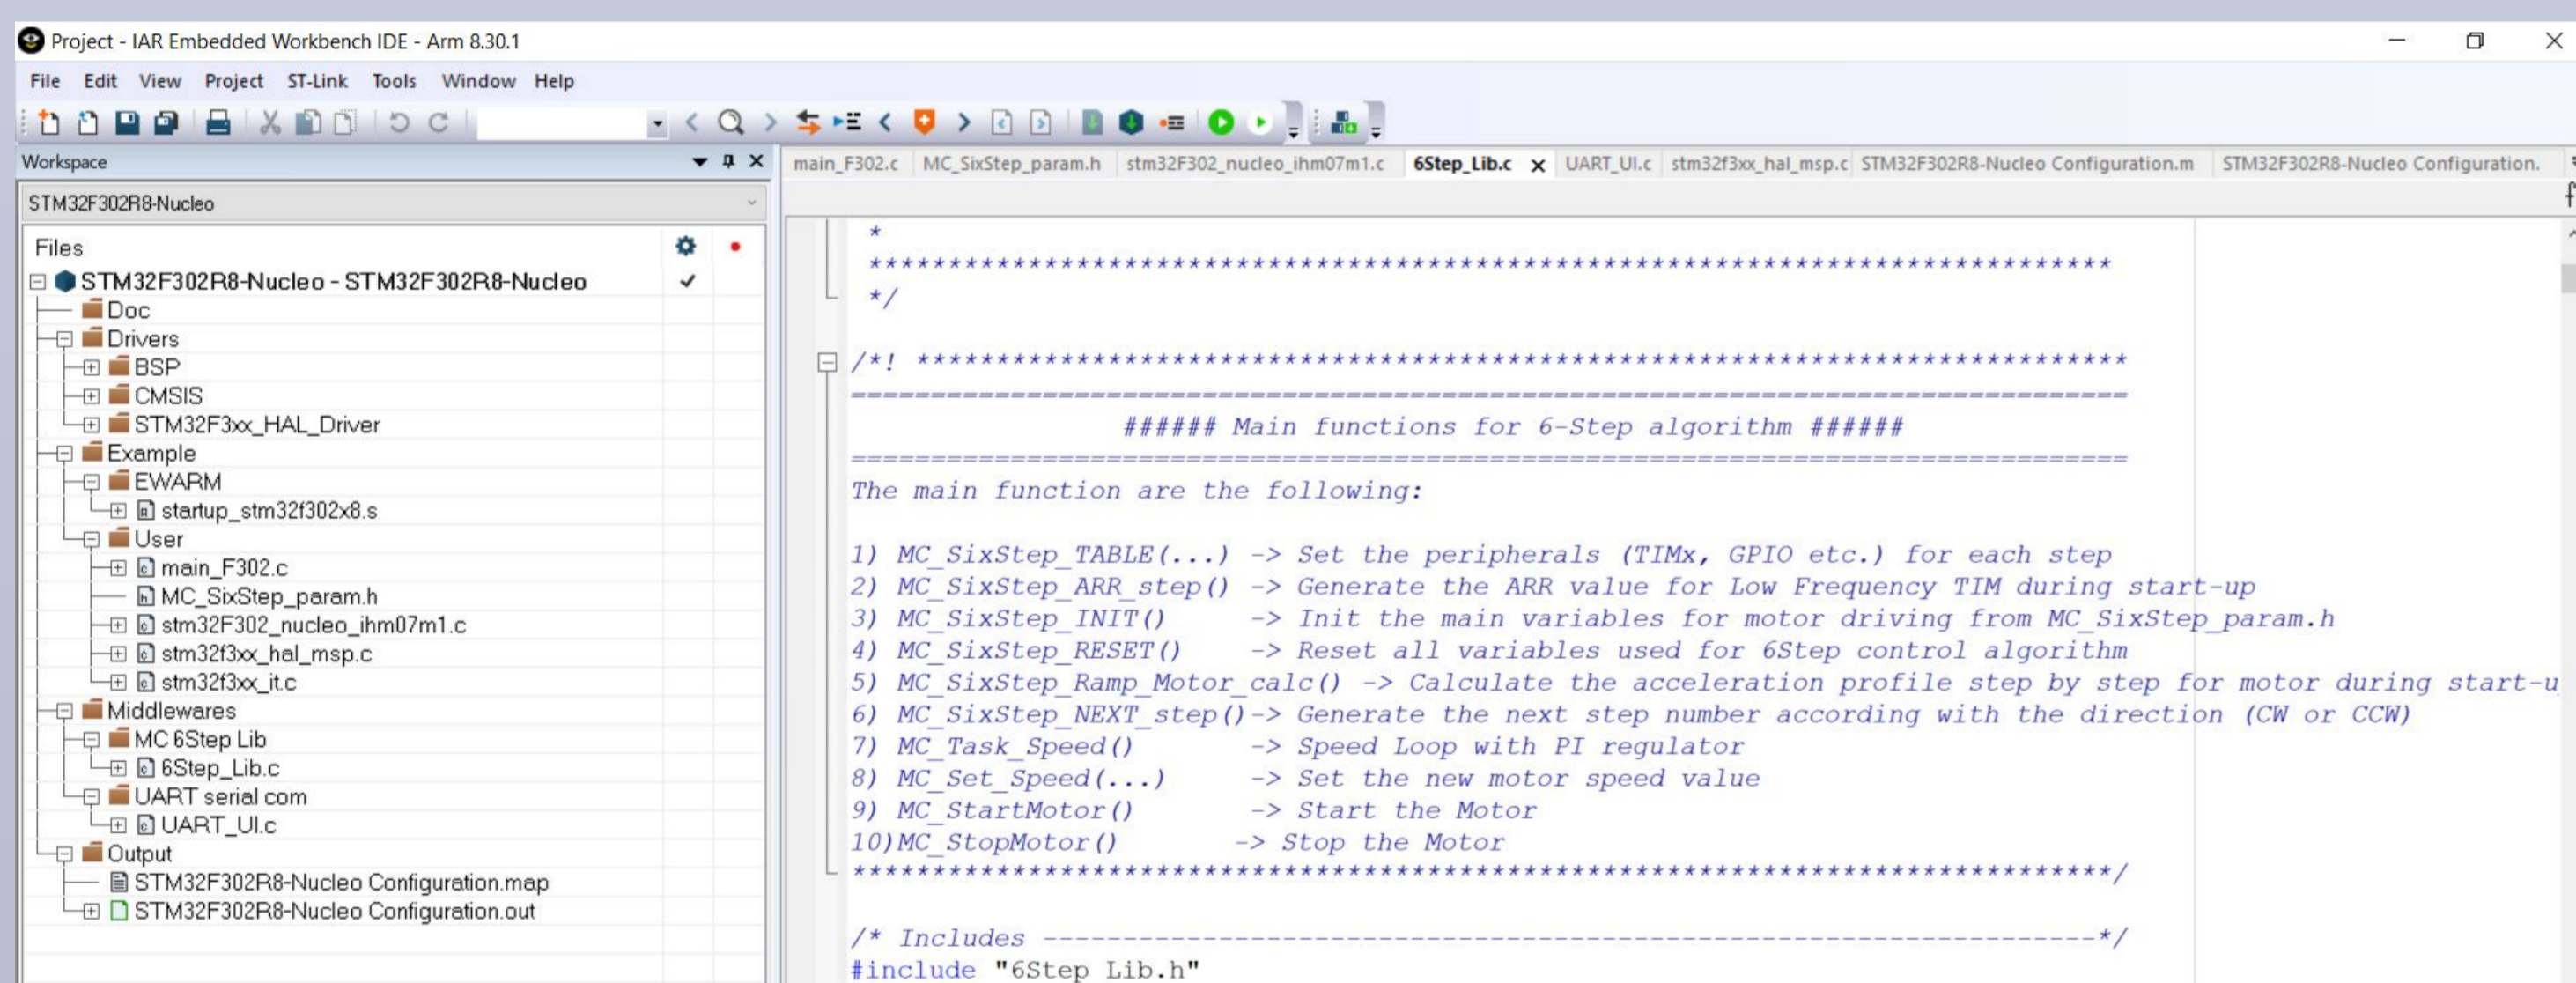 Project - IAR Embedded Workbench IDE - Arm 8.30.1
File Edit View Project ST-Link Tools Window Help
Workspace
STM32F302R8-Nucleo
Files
STM32F302R8-Nucleo - STM32F302R8-Nucleo
Doc
Drivers
BSP
CMSIS
STM32F3xx_HAL_Driver
Example
EWARM
startup_stm32f302x8.s
User
main_F302.c
MC_SixStep_param.h
stm32F302_nucleo_ihm07m1.c
stm32f3xx_hal_msp.c
stm32f3xx_it.c
Middlewares
MC 6Step Lib
6Step_Lib.c
UART serial com
UART_UI.c
Output
STM32F302R8-Nucleo Configuration.map
STM32F302R8-Nucleo Configuration.out
main_F302.c MC_SixStep_param.h stm32F302_nucleo_ihm07m1.c 6Step_Lib.c UART_UI.c stm32f3xx_hal_msp.c STM32F302R8-Nucleo Configuration.m STM32F302R8-Nucleo Configuration.
*
*******************************************************************************
*/
/*! ****************************************************************************
================================================================================
###### Main functions for 6-Step algorithm ######
================================================================================
The main function are the following:
1) MC_SixStep_TABLE(...) -> Set the peripherals (TIMx, GPIO etc.) for each step
2) MC_SixStep_ARR_step() -> Generate the ARR value for Low Frequency TIM during start-up
3) MC_SixStep_INIT() -> Init the main variables for motor driving from MC_SixStep_param.h
4) MC_SixStep_RESET() -> Reset all variables used for 6Step control algorithm
5) MC_SixStep_Ramp_Motor_calc() -> Calculate the acceleration profile step by step for motor during start-u
6) MC_SixStep_NEXT_step()-> Generate the next step number according with the direction (CW or CCW)
7) MC_Task_Speed() -> Speed Loop with PI regulator
8) MC_Set_Speed(...) -> Set the new motor speed value
9) MC_StartMotor() -> Start the Motor
10)MC_StopMotor() -> Stop the Motor
*******************************************************************************/
/* Includes ------------------------------------------------------------------*/
#include "6Step_Lib.h"